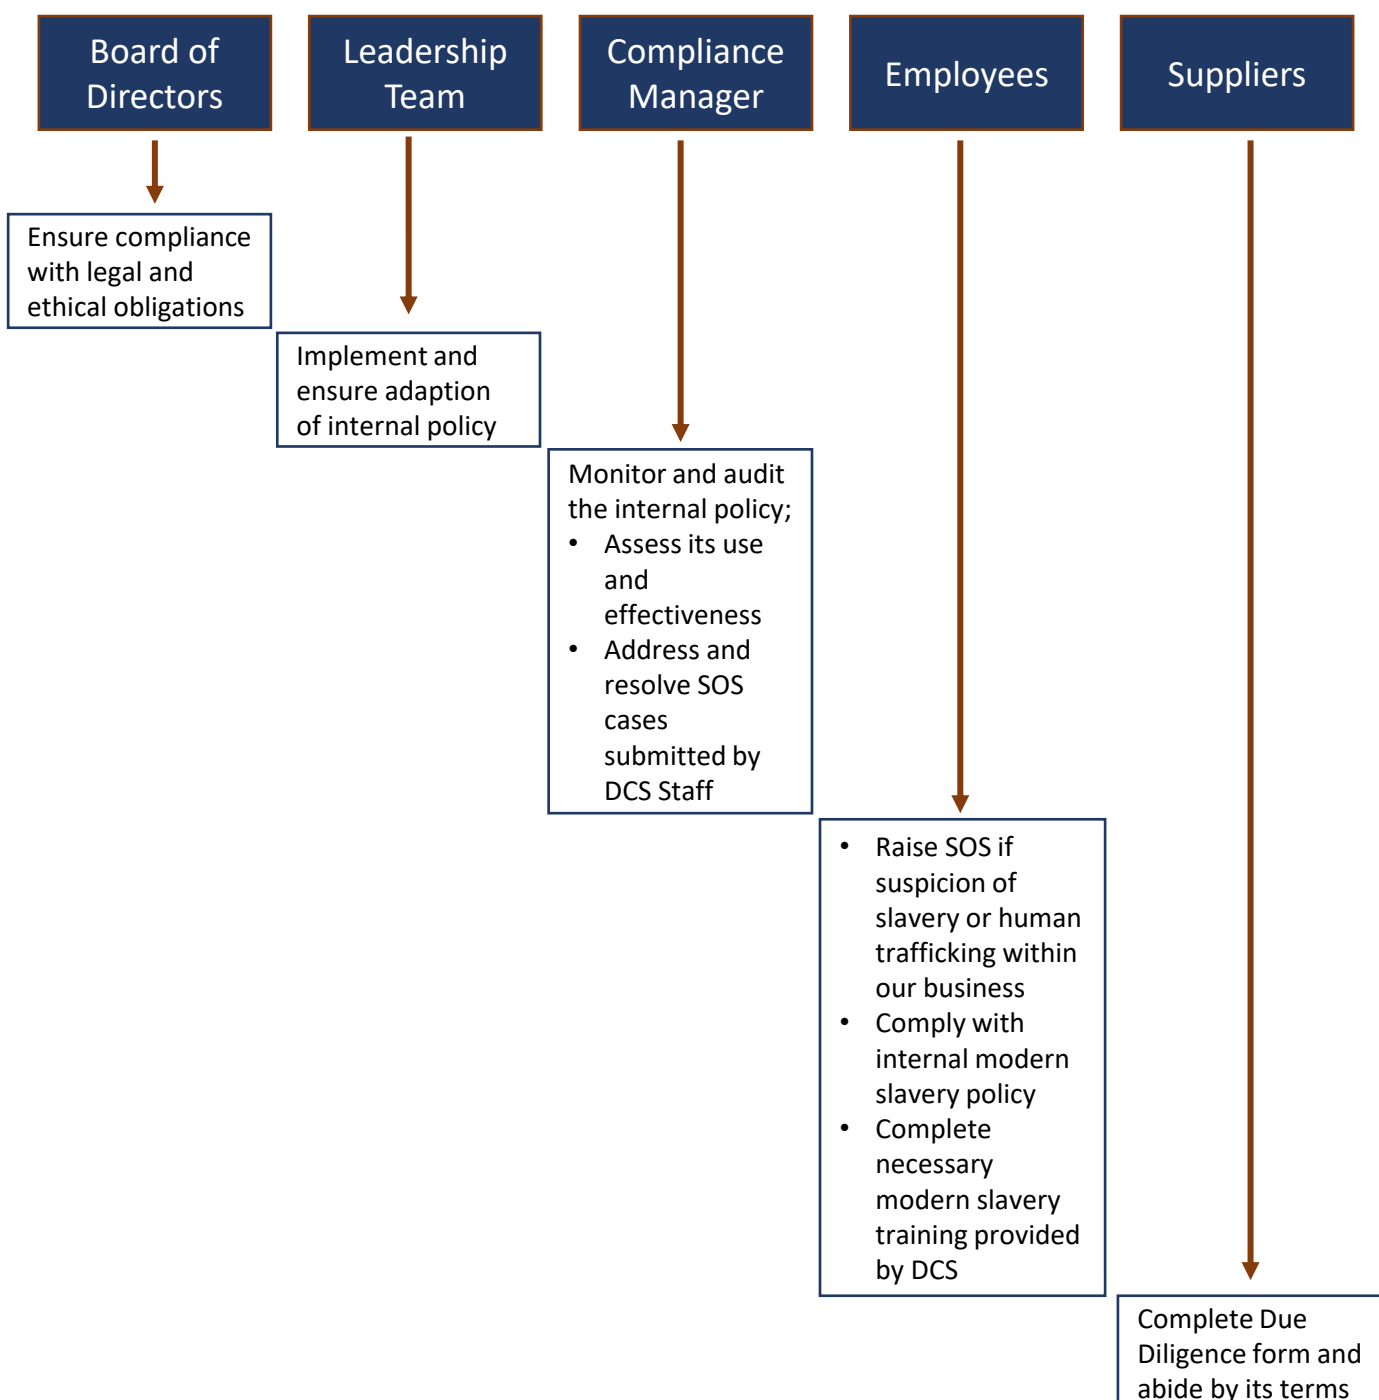 Board of
Directors
Leadership
Team
Compliance
Manager
Employees
Suppliers
Ensure compliance
with legal and
ethical obligations
Implement and
ensure adaption
of internal policy
Monitor and audit
the internal policy;
• Assess its use
and
effectiveness
• Address and
resolve SOS
cases
submitted by
DCS Staff
• Raise SOS if
suspicion of
slavery or human
trafficking within
our business
• Comply with
internal modern
slavery policy
• Complete
necessary
modern slavery
training provided
by DCS
Complete Due
Diligence form and
abide by its terms